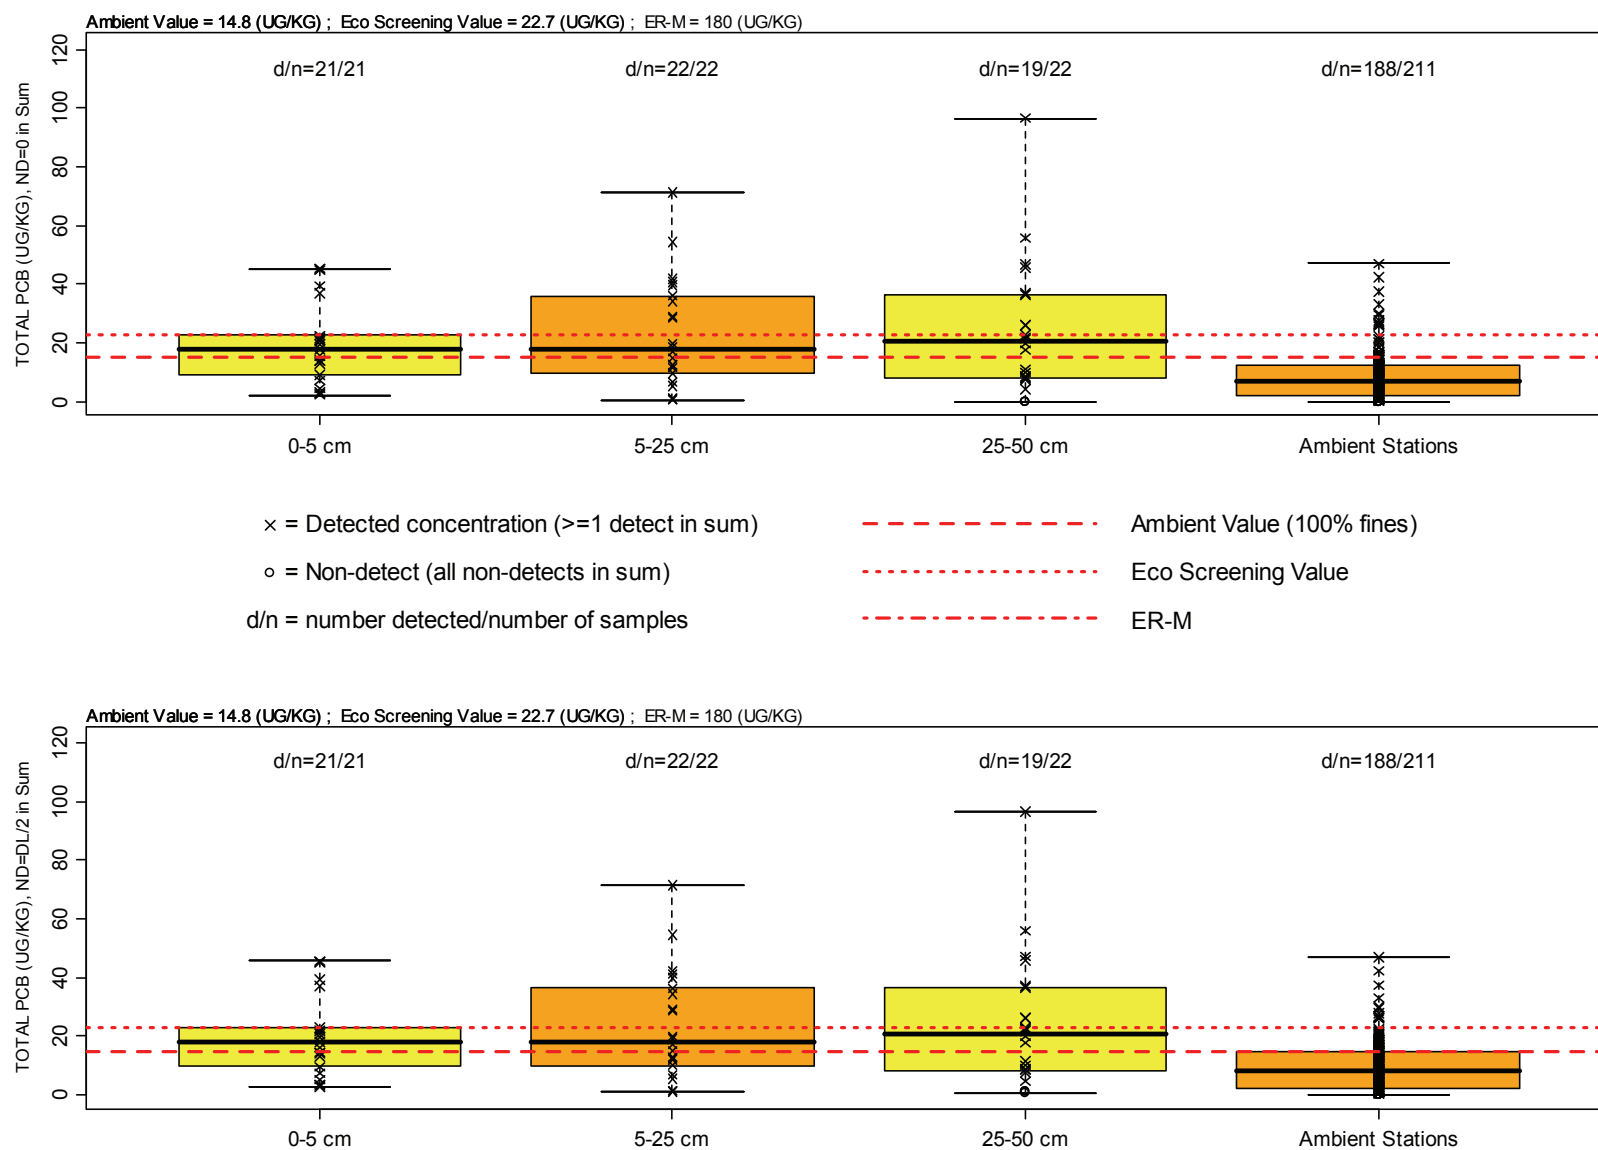 Ambient Value = 14.8 (UG/KG) ; Eco Screening Value = 22.7 (UG/KG) ; ER-M = 180 (UG/KG)
TOTAL PCB (UG/KG), ND=0 in Sum
120
100
80
60
40
20
0
d/n=21/21
d/n=22/22
d/n=19/22
d/n=188/211
0-5 cm
5-25 cm
25-50 cm
Ambient Stations
× = Detected concentration (>=1 detect in sum)
o = Non-detect (all non-detects in sum)
d/n = number detected/number of samples
Ambient Value (100% fines)
Eco Screening Value
ER-M
Ambient Value = 14.8 (UG/KG) ; Eco Screening Value = 22.7 (UG/KG) ; ER-M = 180 (UG/KG)
TOTAL PCB (UG/KG), ND=DL/2 in Sum
120
100
80
60
40
20
0
d/n=21/21
d/n=22/22
d/n=19/22
d/n=188/211
0-5 cm
5-25 cm
25-50 cm
Ambient Stations